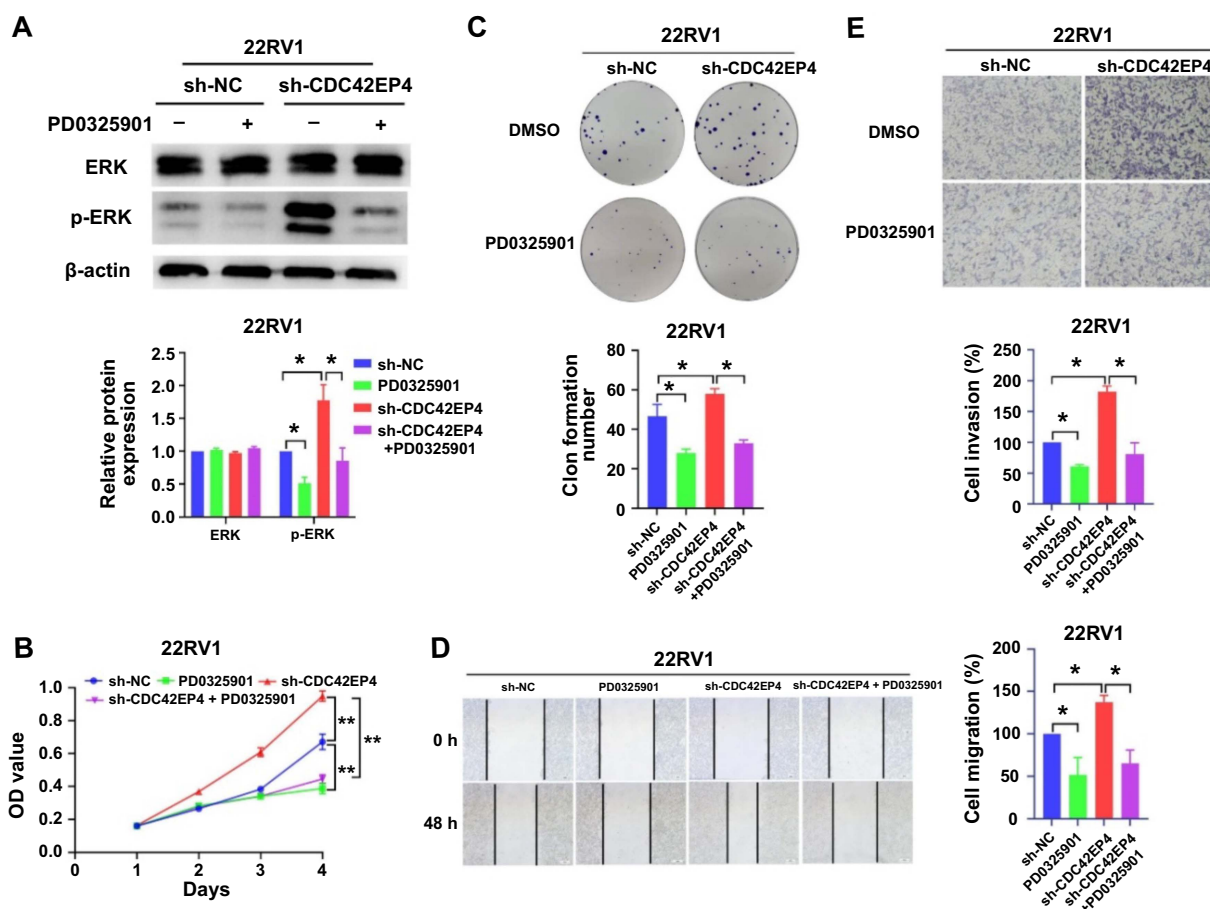 A
22RV1
sh-NC sh-CDC42EP4
PD0325901 – + – +
ERK
p-ERK
β-actin
22RV1
Relative protein
expression
2.5
2.0
1.5
1.0
0.5
0.0
* * *
sh-NC
PD0325901
sh-CDC42EP4
sh-CDC42EP4
+PD0325901
ERK p-ERK
B
22RV1
sh-NC PD0325901 sh-CDC42EP4
sh-CDC42EP4 + PD0325901
OD value
1.0
0.8
0.6
0.4
0.2
0.0
** ** **
0 1 2 3 4
Days
C
22RV1
sh-NC sh-CDC42EP4
DMSO
PD0325901
22RV1
Clon formation
number
80
60
40
20
0
* * *
sh-NC
PD0325901
sh-CDC42EP4
sh-CDC42EP4
+PD0325901
D
22RV1
sh-NC PD0325901 sh-CDC42EP4 sh-CDC42EP4 + PD0325901
0 h
48 h
22RV1
Cell migration (%)
200
150
100
50
0
* * *
sh-NC
PD0325901
sh-CDC42EP4
sh-CDC42EP4
+PD0325901
E
22RV1
sh-NC sh-CDC42EP4
DMSO
PD0325901
22RV1
Cell invasion (%)
250
200
150
100
50
0
* * *
sh-NC
PD0325901
sh-CDC42EP4
sh-CDC42EP4
+PD0325901